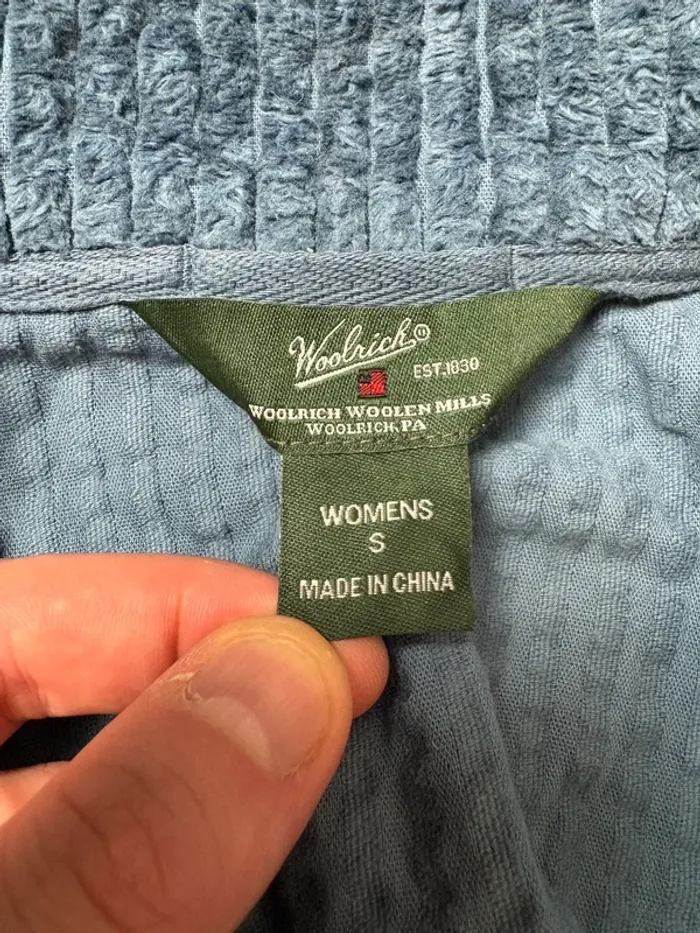 Woolrich®
EST. 1830
WOOLRICH WOOLEN MILLS
WOOLRICH, PA
WOMENS
S
MADE IN CHINA